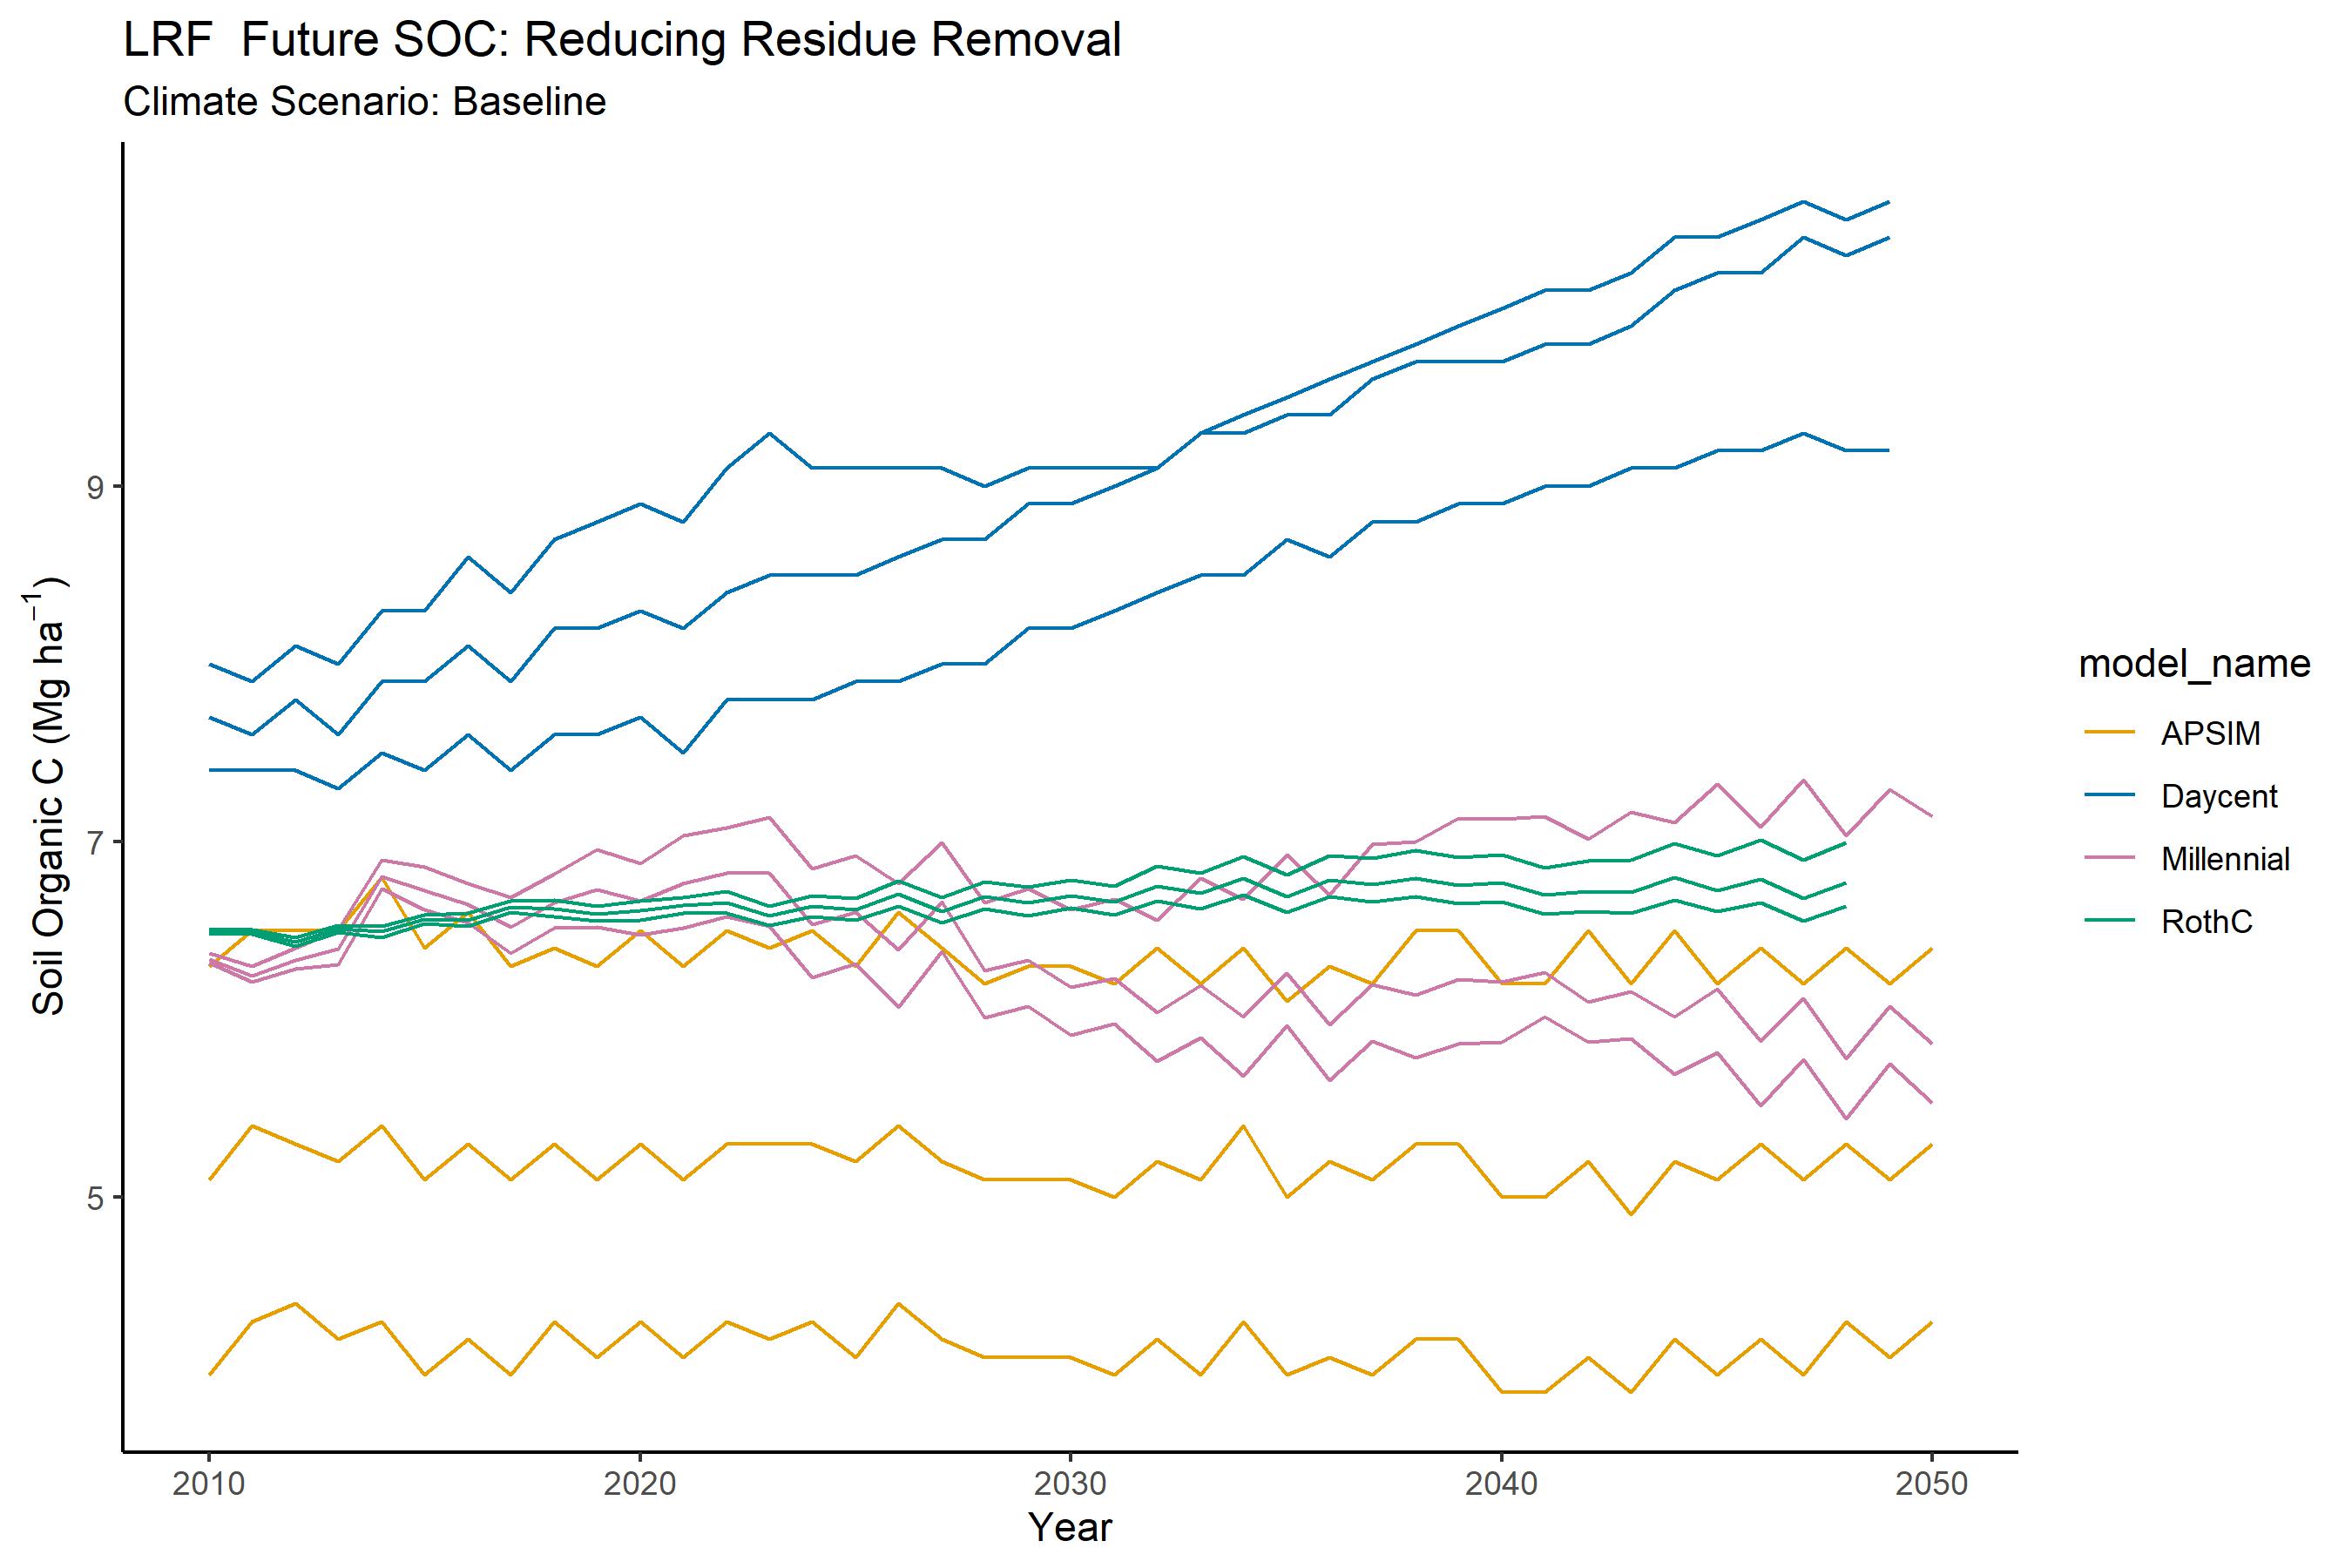 LRF  Future SOC: Reducing Residue Removal
Climate Scenario: Baseline
Soil Organic C (Mg ha⁻¹)
9
7
5
2010 2020 2030 2040 2050
Year
model_name
APSIM
Daycent
Millennial
RothC